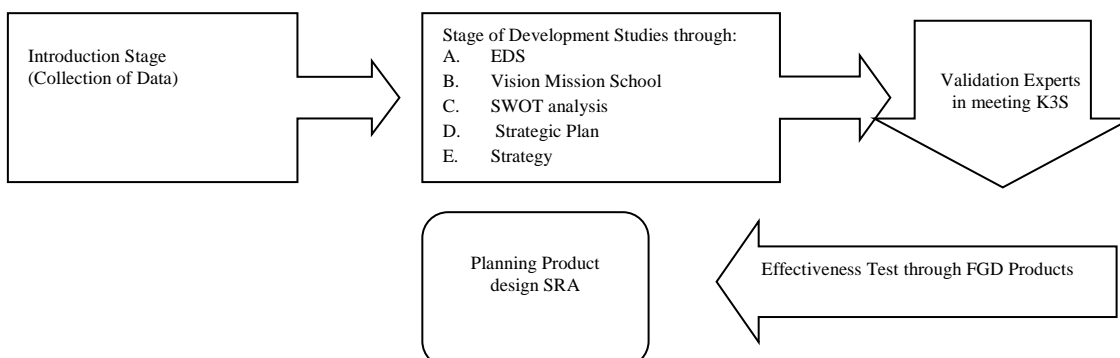 Introduction Stage
(Collection of Data)
Stage of Development Studies through:
A. EDS
B. Vision Mission School
C. SWOT analysis
D. Strategic Plan
E. Strategy
Validation Experts
in meeting K3S
Effectiveness Test through FGD Products
Planning Product
design SRA